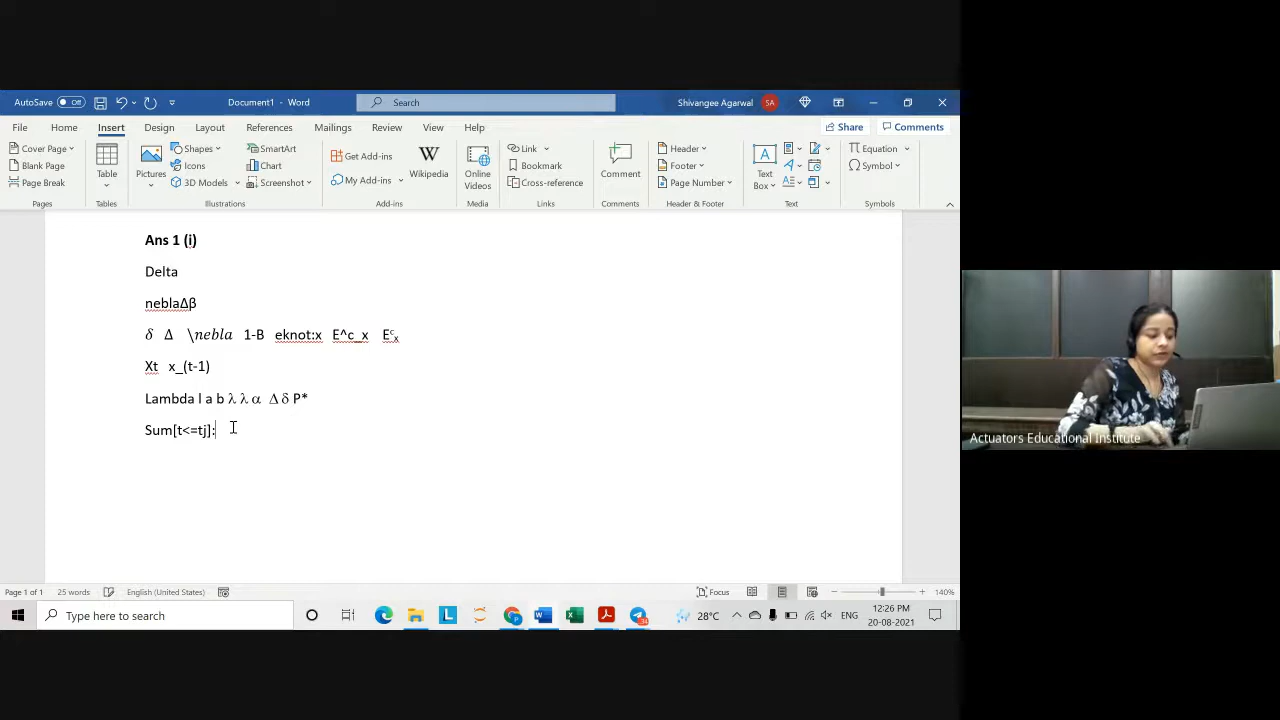 AutoSave Off Document1 - Word Search Shivangee Agarwal SA
File Home Insert Design Layout References Mailings Review View Help Share Comments
Cover Page
Blank Page
Page Break
Pages
Table
Tables
Pictures
Shapes
Icons
3D Models
SmartArt
Chart
Screenshot
Illustrations
Get Add-ins
My Add-ins
Wikipedia
Add-ins
Online Videos
Media
Link
Bookmark
Cross-reference
Links
Comment
Comments
Header
Footer
Page Number
Header & Footer
Text Box
Text
Equation
Symbol
Symbols
Ans 1 (i)
Delta
neblaΔβ
δ Δ \nebla 1-B eknot:x E^c_x Eᶜₓ
Xt x_(t-1)
Lambda l a b λ λ α Δ δ P*
Sum[t<=tj]:
Actuators Educational Institute
Page 1 of 1 25 words English (United States) Focus 140%
Type here to search 28°C ENG 12:26 PM
20-08-2021